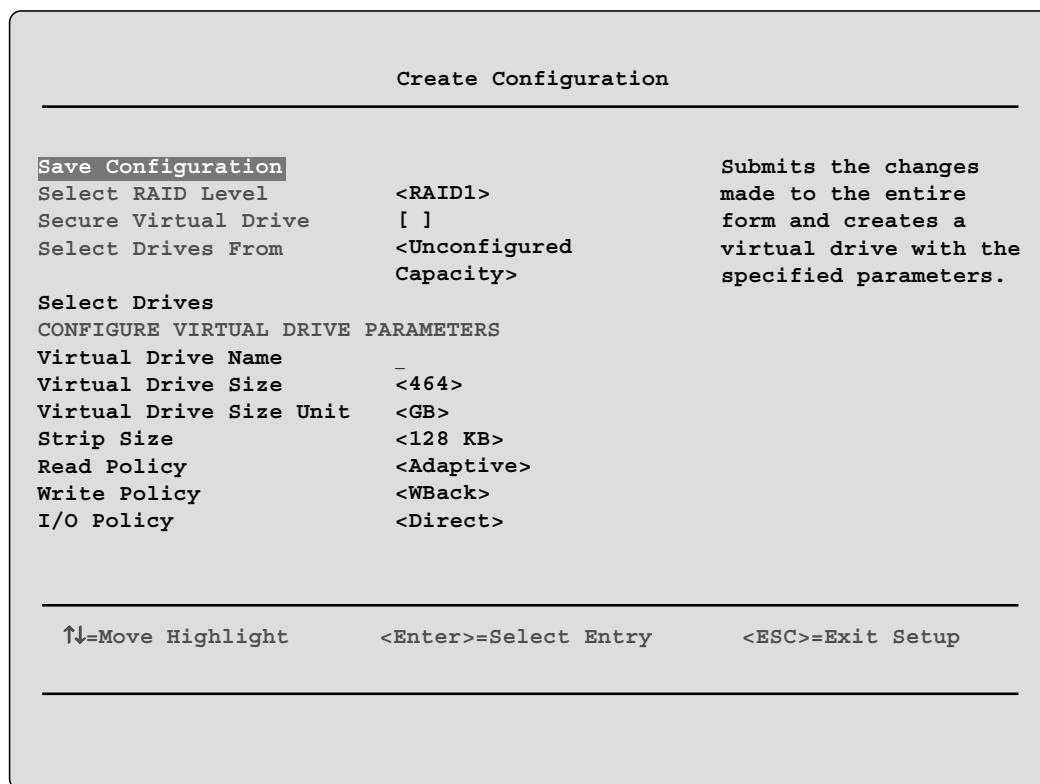 Create Configuration
Save Configuration
Submits the changes made to the entire form and creates a virtual drive with the specified parameters.
Select RAID Level <RAID1>
Secure Virtual Drive [ ]
Select Drives From <Unconfigured Capacity>
Select Drives
CONFIGURE VIRTUAL DRIVE PARAMETERS
Virtual Drive Name _
Virtual Drive Size <464>
Virtual Drive Size Unit <GB>
Strip Size <128 KB>
Read Policy <Adaptive>
Write Policy <WBack>
I/O Policy <Direct>
↑↓=Move Highlight <Enter>=Select Entry <ESC>=Exit Setup